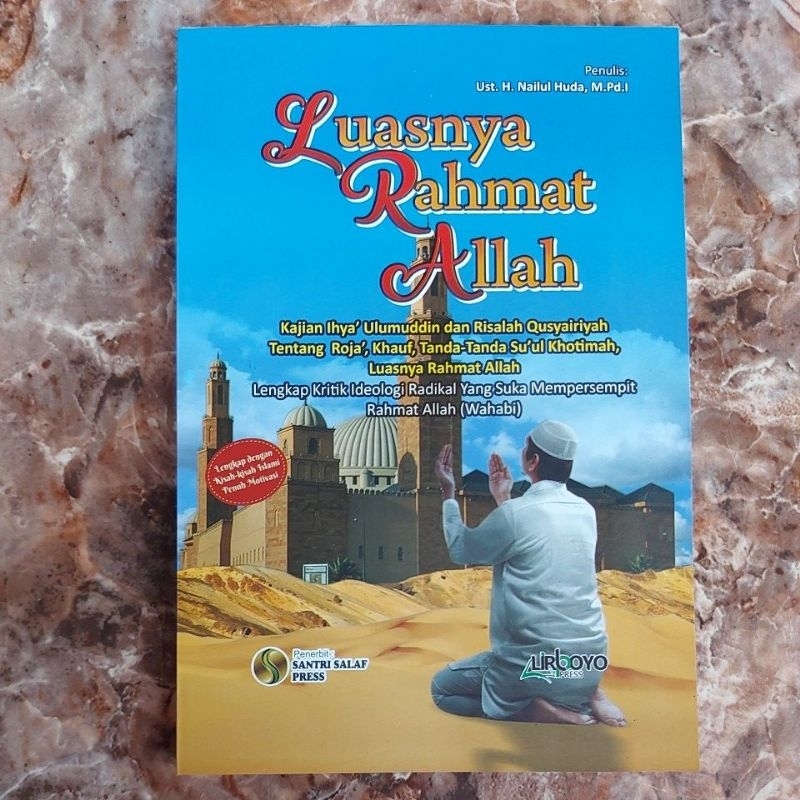 Penulis:
Ust. H. Nailul Huda, M.Pd.I
Luasnya
Rahmat
Allah
Kajian Ihya' Ulumuddin dan Risalah Qusyairiyah
Tentang Roja', Khauf, Tanda-Tanda Su'ul Khotimah,
Luasnya Rahmat Allah
Lengkap Kritik Ideologi Radikal Yang Suka Mempersempit
Rahmat Allah (Wahabi)
Lengkap dengan
Kisah-kisah Islami
Penuh Motivasi
Penerbit:
SANTRI SALAF
PRESS
LIRBOYO
PRESS